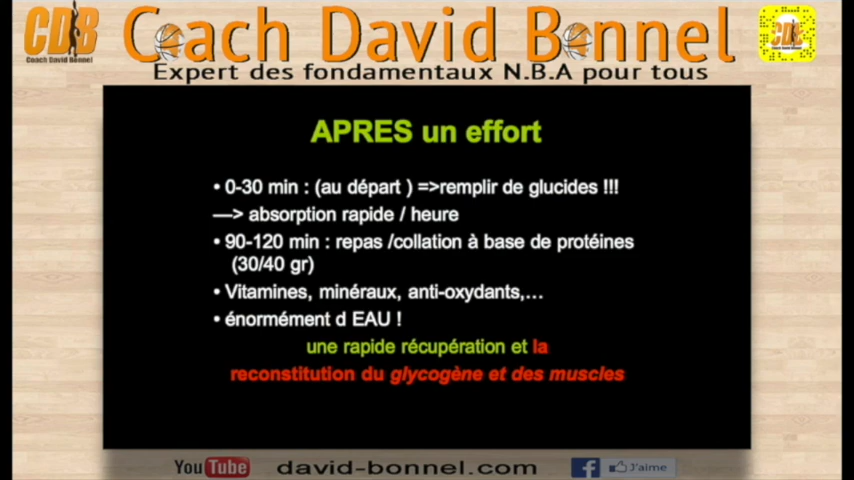 CDB
Coach David Bonnel
Coach David Bonnel
Expert des fondamentaux N.B.A pour tous
APRES un effort
• 0-30 min : (au départ ) =>remplir de glucides !!!
—> absorption rapide / heure
• 90-120 min : repas /collation à base de protéines
(30/40 gr)
• Vitamines, minéraux, anti-oxydants,…
• énormément d EAU !
une rapide récupération et la
reconstitution du glycogène et des muscles
YouTube david-bonnel.com f J'aime